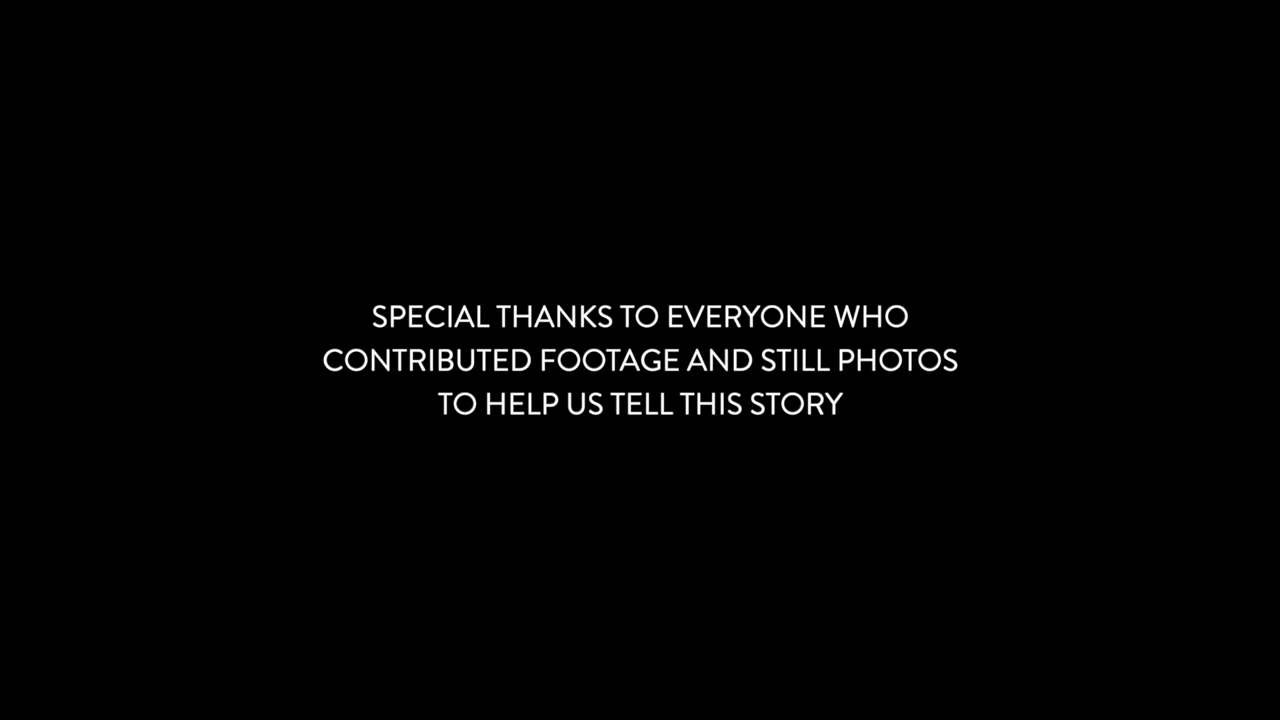 SPECIAL THANKS TO EVERYONE WHO
CONTRIBUTED FOOTAGE AND STILL PHOTOS
TO HELP US TELL THIS STORY